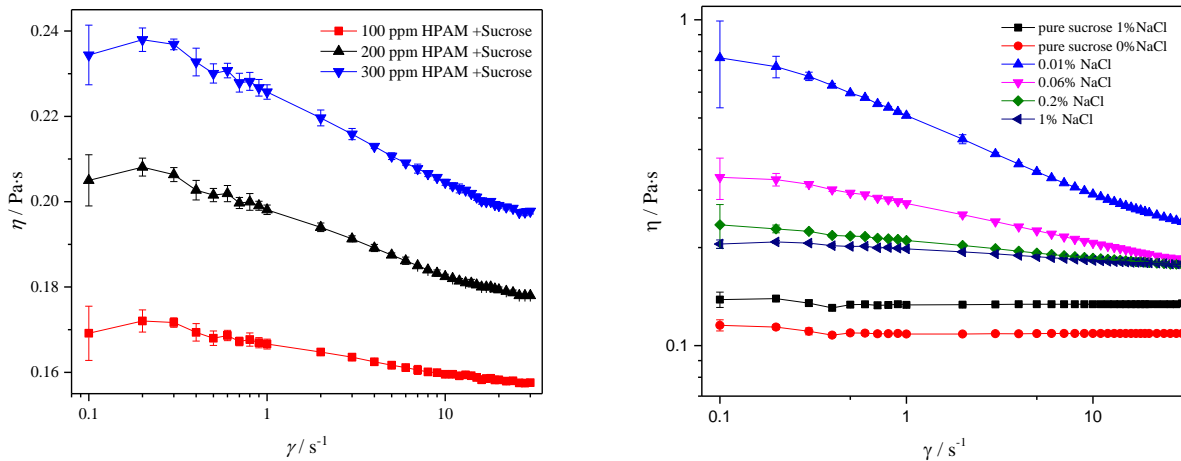 0.24
0.22
0.20
0.18
0.16
η / Pa·s
100 ppm HPAM +Sucrose
200 ppm HPAM +Sucrose
300 ppm HPAM +Sucrose
0.1
1
10
γ / s⁻¹
1
0.1
η / Pa·s
pure sucrose 1%NaCl
pure sucrose 0%NaCl
0.01% NaCl
0.06% NaCl
0.2% NaCl
1% NaCl
0.1
1
10
γ / s⁻¹